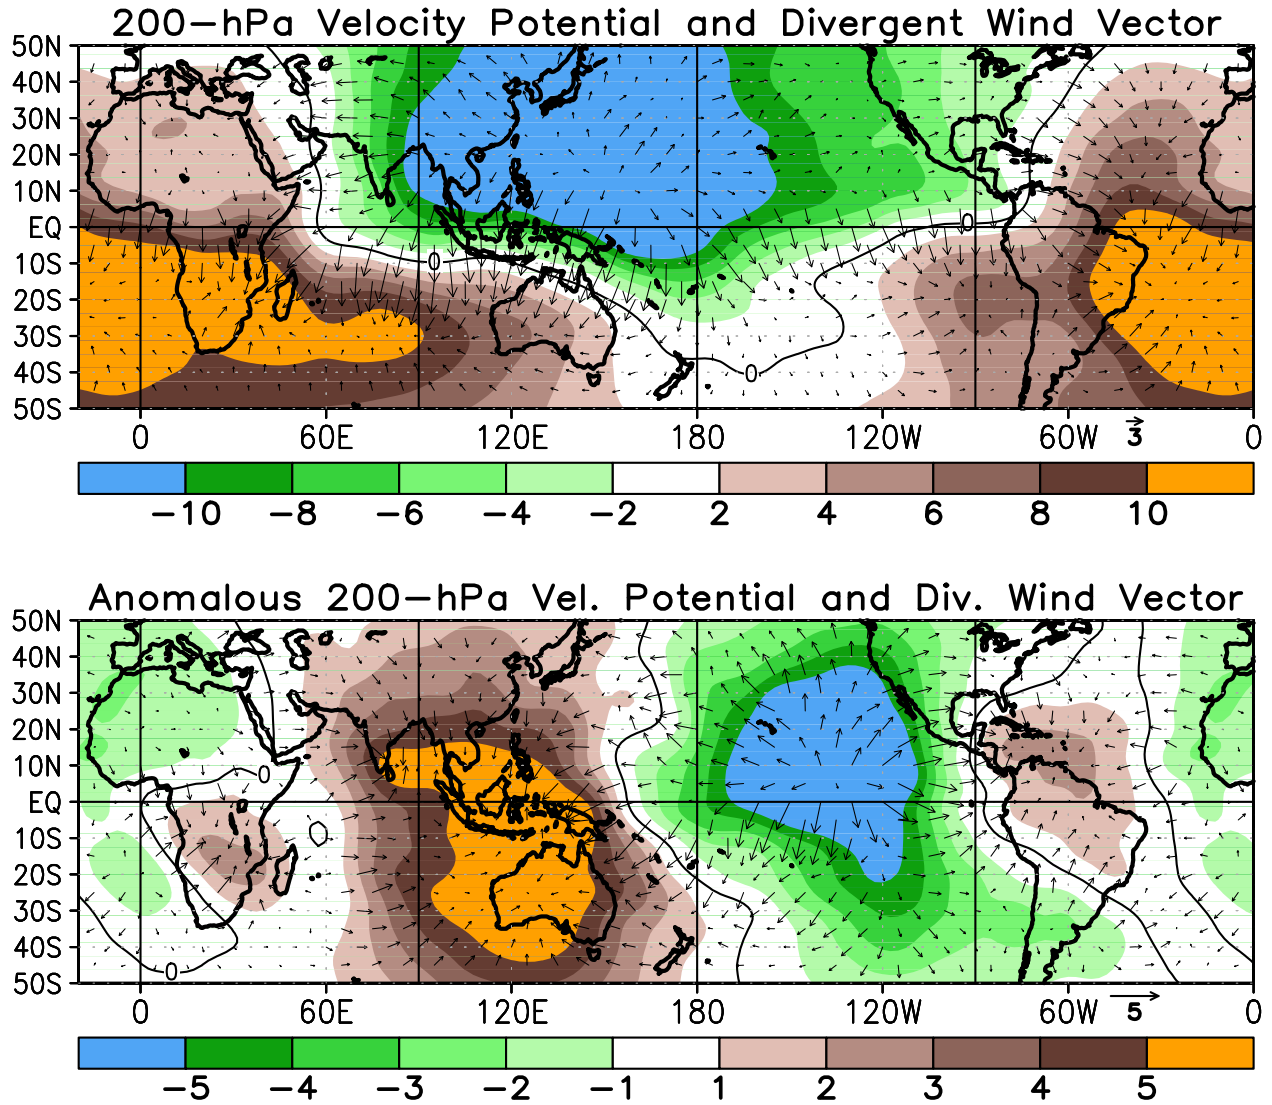 200-hPa Velocity Potential and Divergent Wind Vector
50N
40N
30N
20N
10N
EQ
10S
20S
30S
40S
50S
0
0
0
0 60E 120E 180 120W 60W 0
3
-10 -8 -6 -4 -2 2 4 6 8 10
Anomalous 200-hPa Vel. Potential and Div. Wind Vector
50N
40N
30N
20N
10N
EQ
10S
20S
30S
40S
50S
0
0
0 60E 120E 180 120W 60W 0
5
-5 -4 -3 -2 -1 1 2 3 4 5